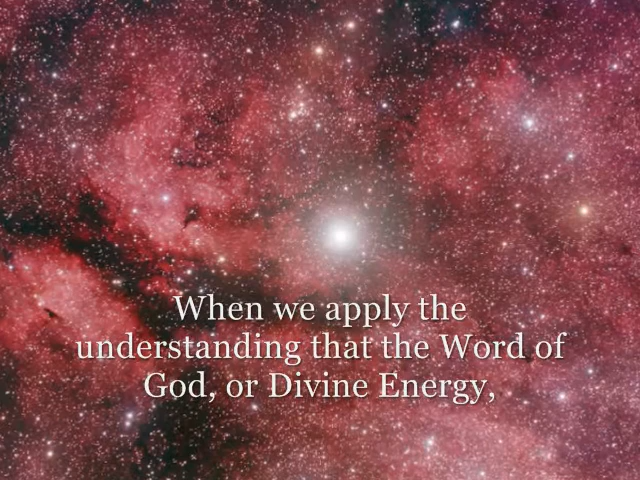 When we apply the
understanding that the Word of
God, or Divine Energy,